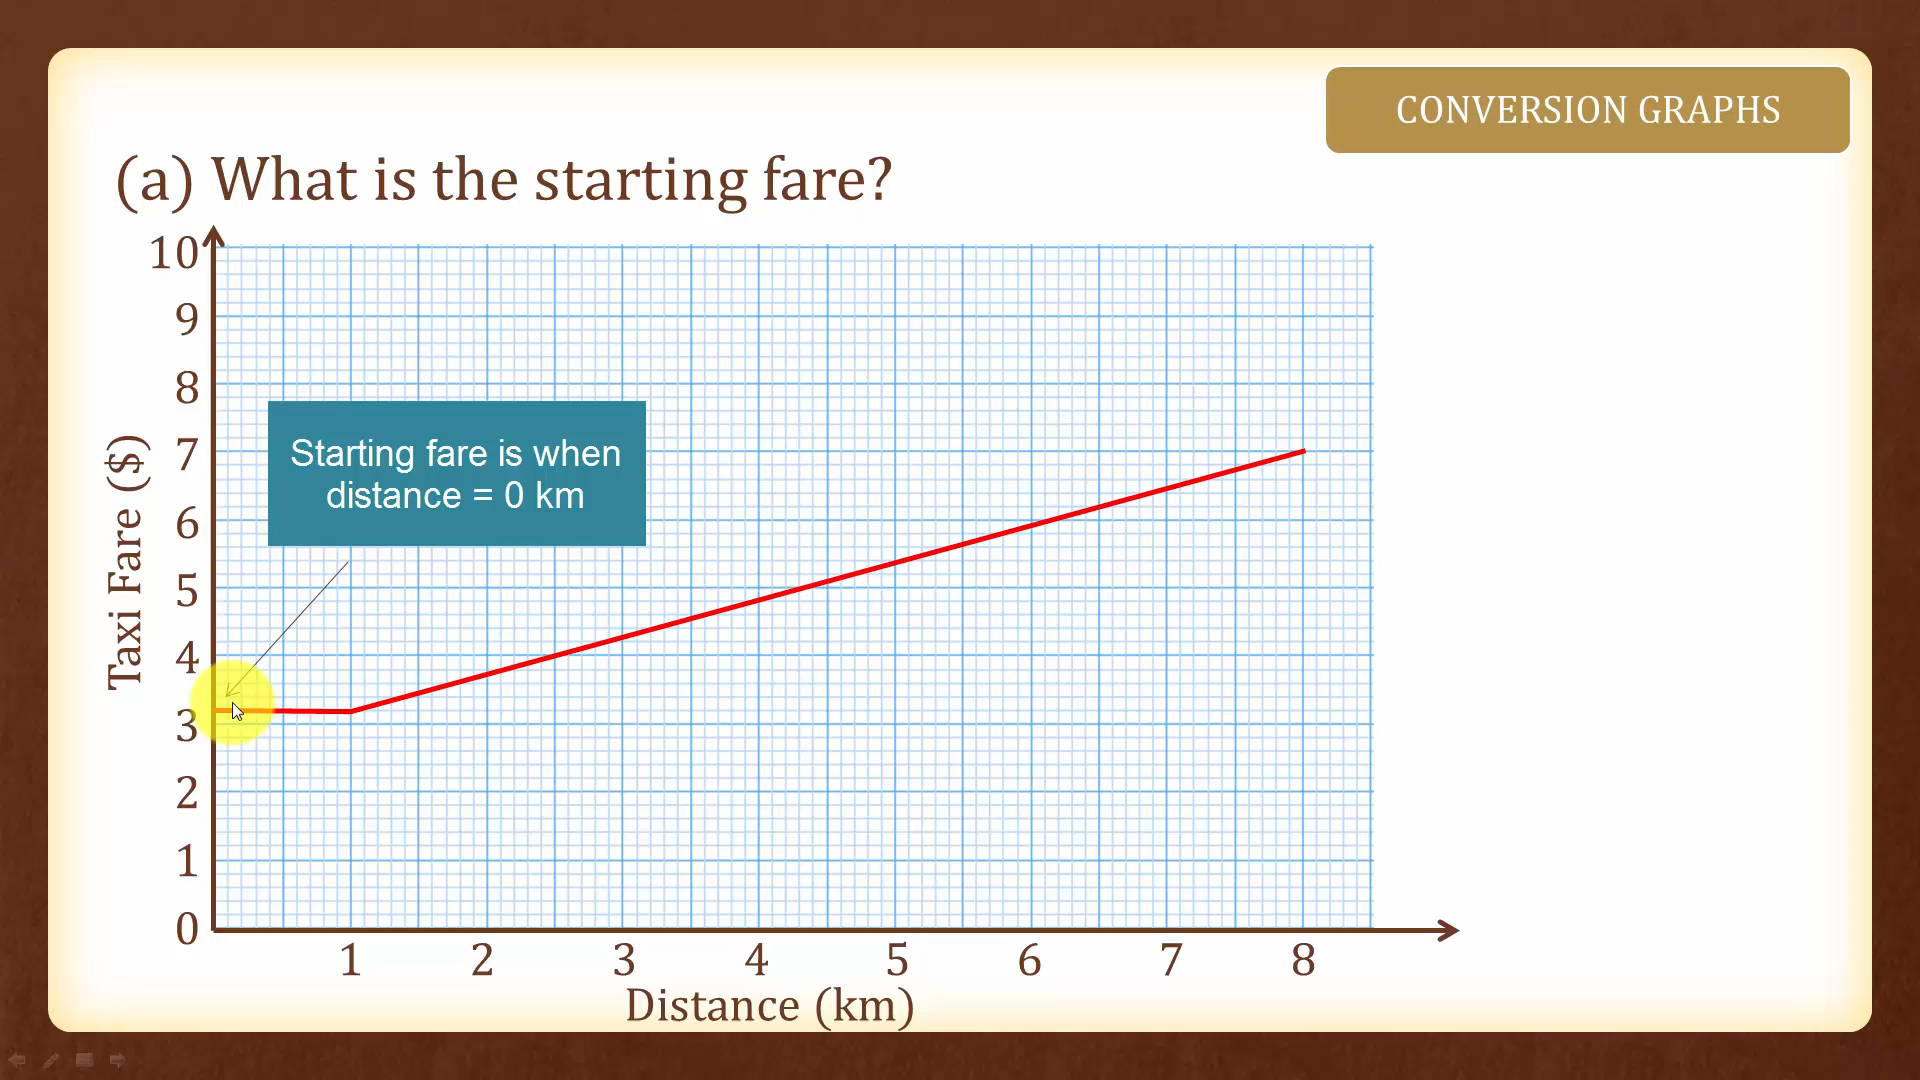 CONVERSION GRAPHS
(a) What is the starting fare?
10
9
8
7
6
5
4
3
2
1
0
Taxi Fare ($)
Starting fare is when
distance = 0 km
1 2 3 4 5 6 7 8
Distance (km)